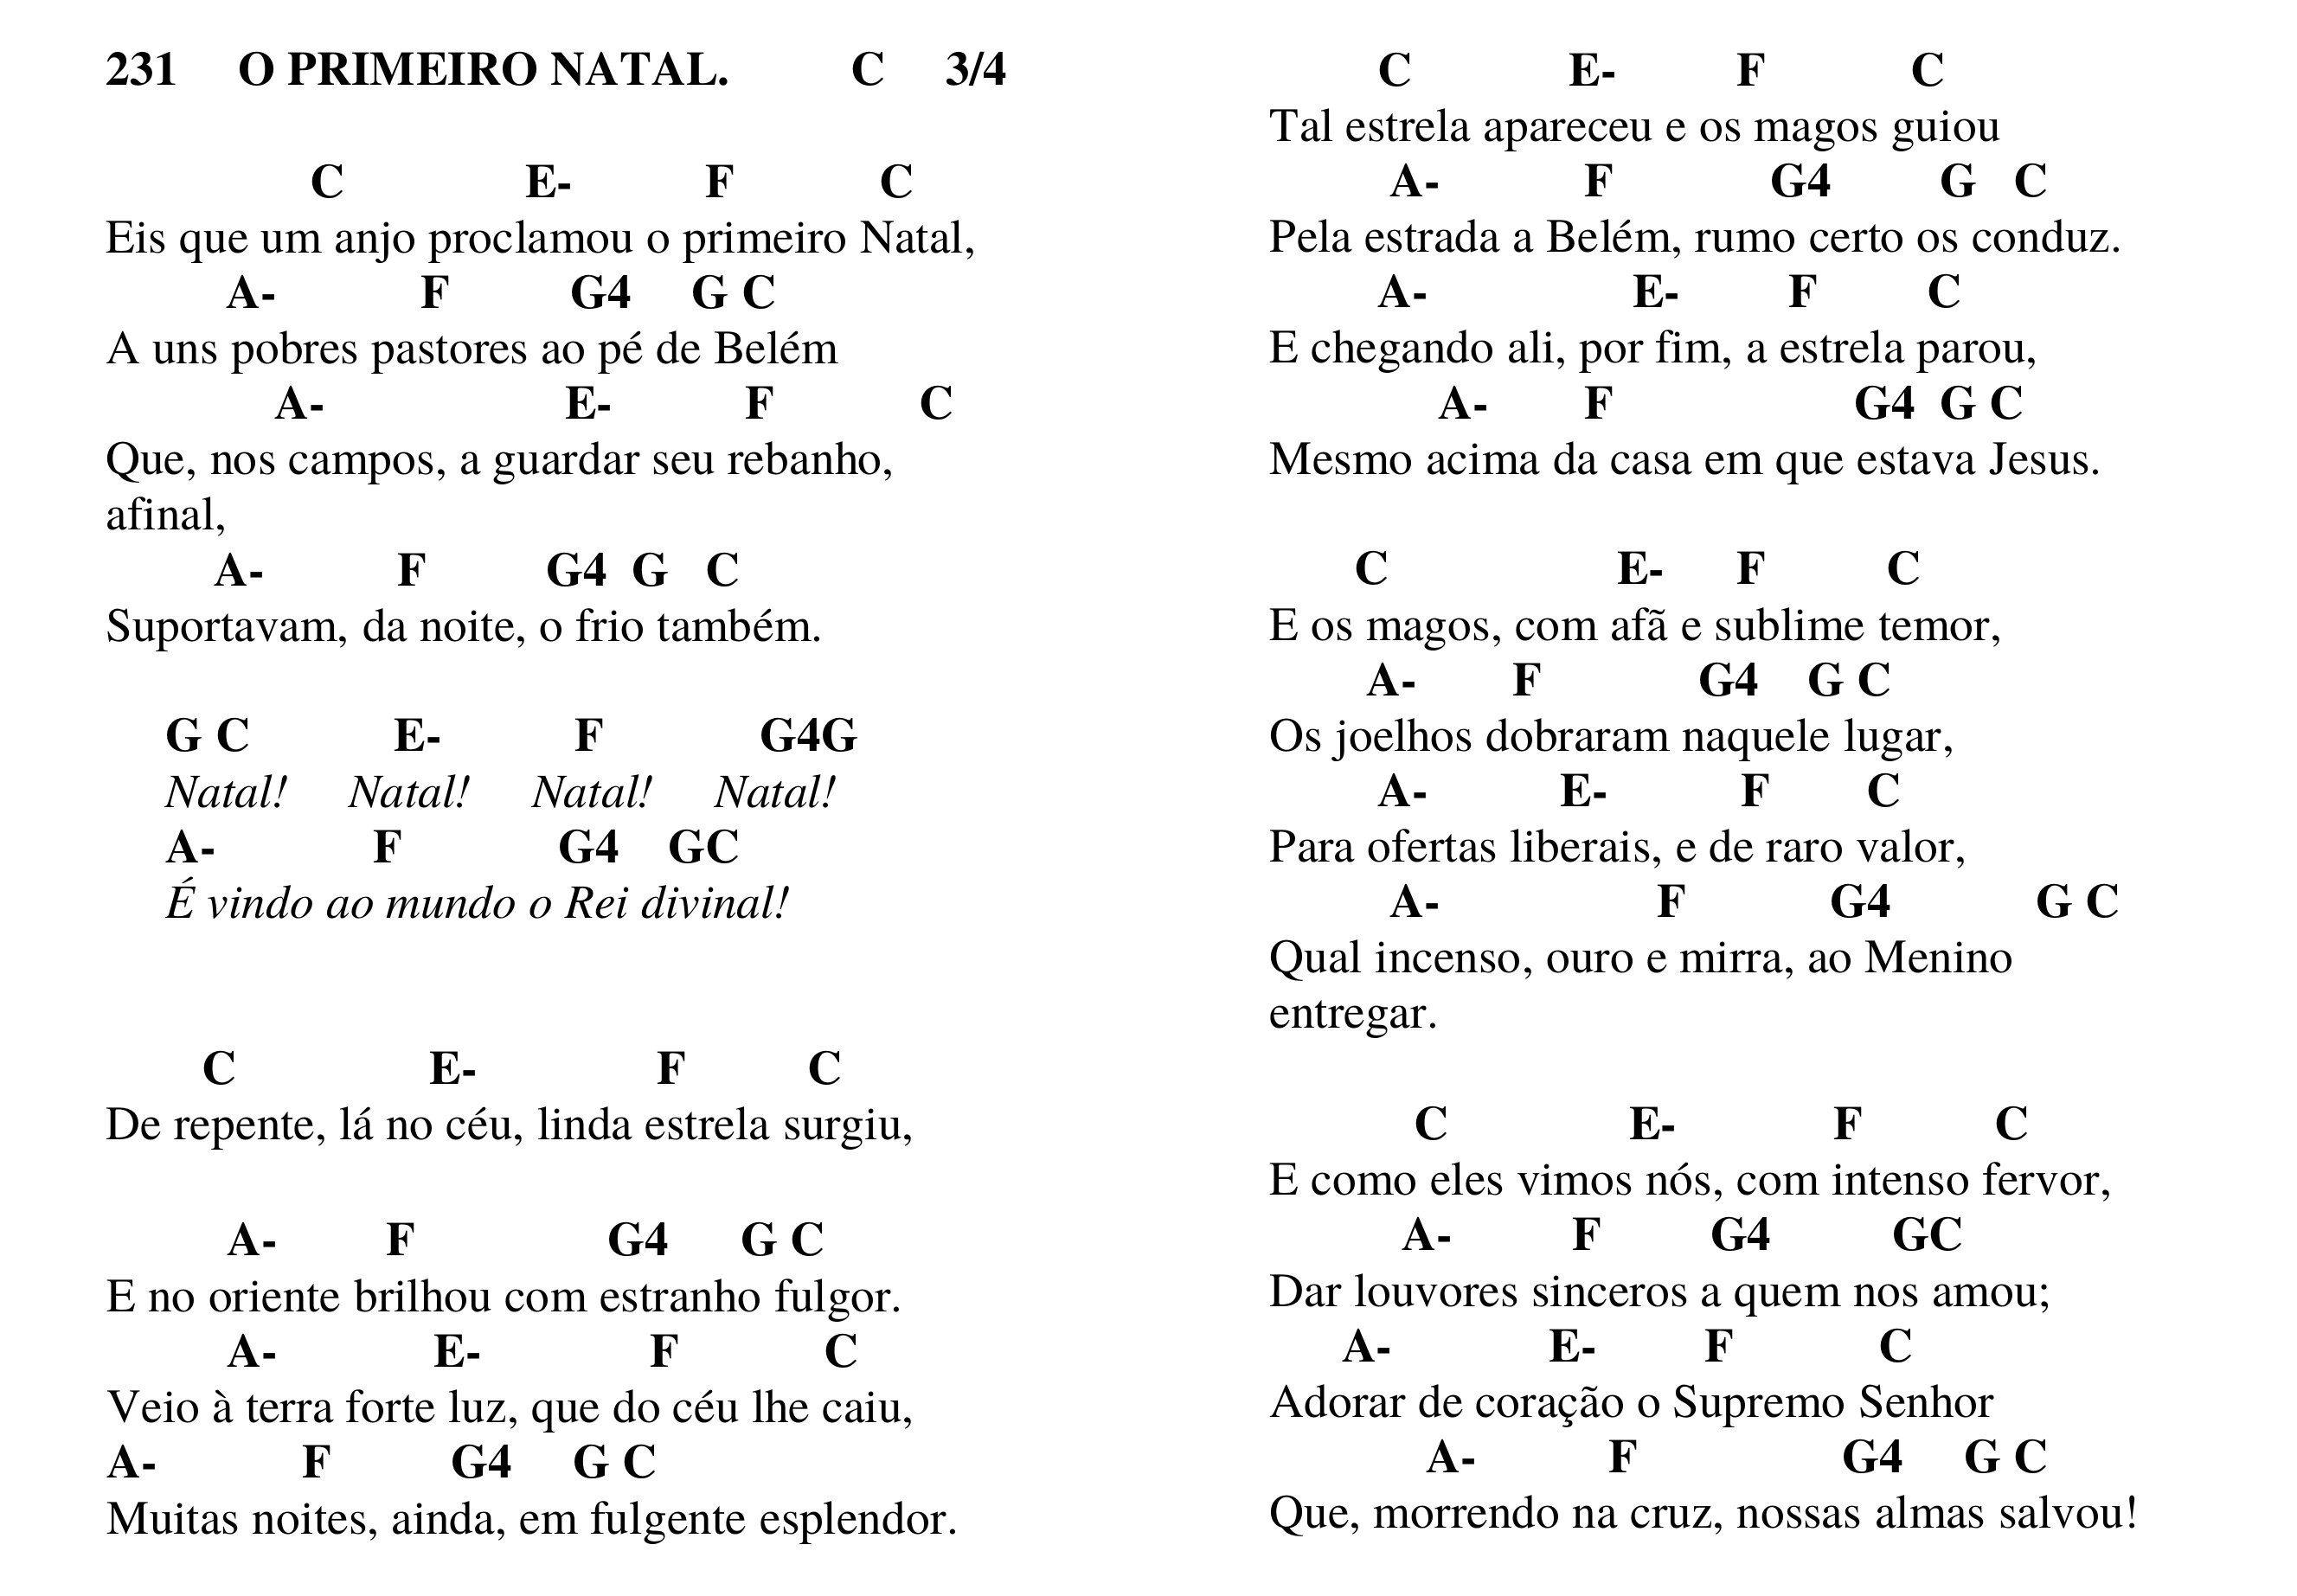 231 O PRIMEIRO NATAL. C 3/4
C E- F C
Eis que um anjo proclamou o primeiro Natal,
A- F G4 G C
A uns pobres pastores ao pé de Belém
A- E- F C
Que, nos campos, a guardar seu rebanho,
afinal,
A- F G4 G C
Suportavam, da noite, o frio também.
G C E- F G4G
Natal! Natal! Natal! Natal!
A- F G4 GC
É vindo ao mundo o Rei divinal!
C E- F C
De repente, lá no céu, linda estrela surgiu,
A- F G4 G C
E no oriente brilhou com estranho fulgor.
A- E- F C
Veio à terra forte luz, que do céu lhe caiu,
A- F G4 G C
Muitas noites, ainda, em fulgente esplendor.
C E- F C
Tal estrela apareceu e os magos guiou
A- F G4 G C
Pela estrada a Belém, rumo certo os conduz.
A- E- F C
E chegando ali, por fim, a estrela parou,
A- F G4 G C
Mesmo acima da casa em que estava Jesus.
C E- F C
E os magos, com afã e sublime temor,
A- F G4 G C
Os joelhos dobraram naquele lugar,
A- E- F C
Para ofertas liberais, e de raro valor,
A- F G4 G C
Qual incenso, ouro e mirra, ao Menino
entregar.
C E- F C
E como eles vimos nós, com intenso fervor,
A- F G4 GC
Dar louvores sinceros a quem nos amou;
A- E- F C
Adorar de coração o Supremo Senhor
A- F G4 G C
Que, morrendo na cruz, nossas almas salvou!